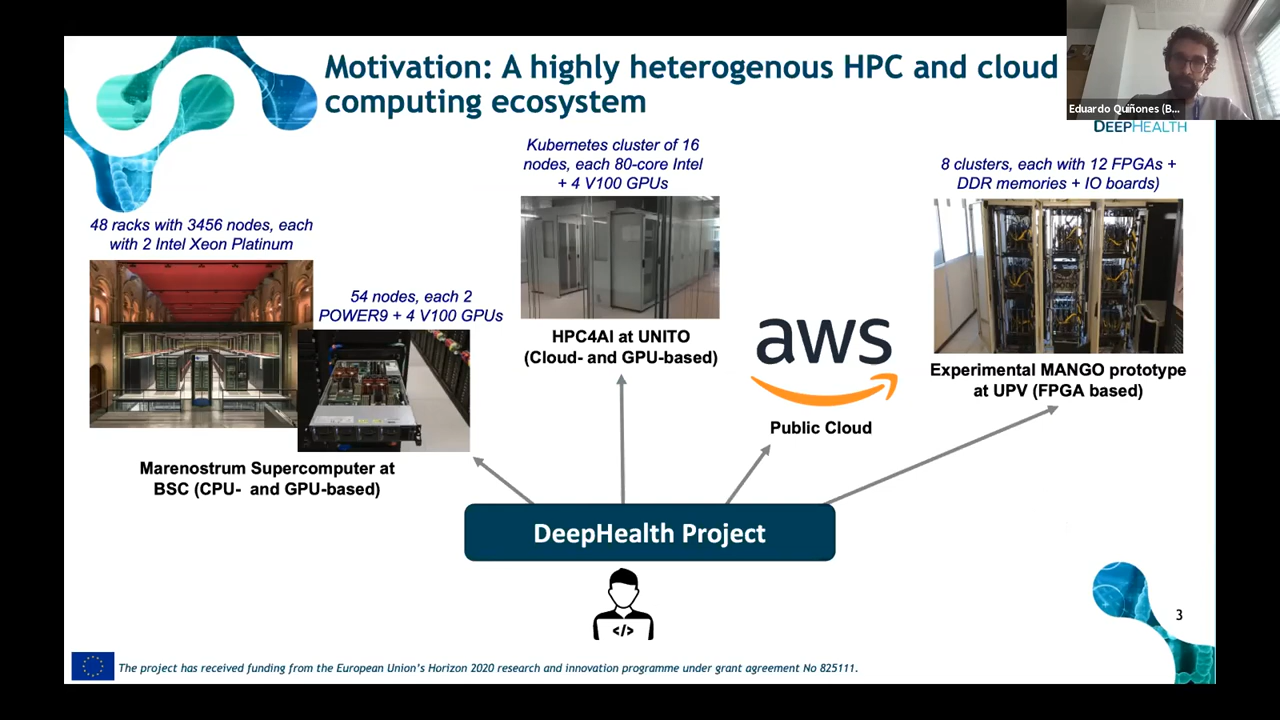 Motivation: A highly heterogenous HPC and cloud
computing ecosystem
Eduardo Quiñones (B...
DEEPHEALTH
Kubernetes cluster of 16
nodes, each 80-core Intel
+ 4 V100 GPUs
8 clusters, each with 12 FPGAs +
DDR memories + IO boards)
48 racks with 3456 nodes, each
with 2 Intel Xeon Platinum
54 nodes, each 2
POWER9 + 4 V100 GPUs
HPC4AI at UNITO
(Cloud- and GPU-based)
aws
Public Cloud
Experimental MANGO prototype
at UPV (FPGA based)
Marenostrum Supercomputer at
BSC (CPU- and GPU-based)
DeepHealth Project
</>
3
The project has received funding from the European Union's Horizon 2020 research and innovation programme under grant agreement No 825111.